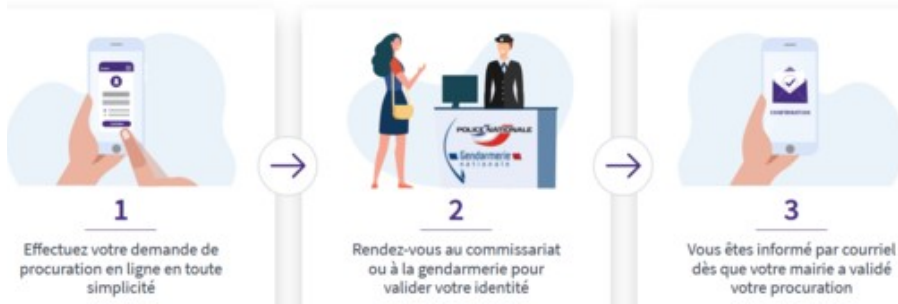 POLICE NATIONALE
Gendarmerie
nationale
CONFIRMATION
1
Effectuez votre demande de
procuration en ligne en toute
simplicité
2
Rendez-vous au commissariat
ou à la gendarmerie pour
valider votre identité
3
Vous êtes informé par courriel
dès que votre mairie a validé
votre procuration